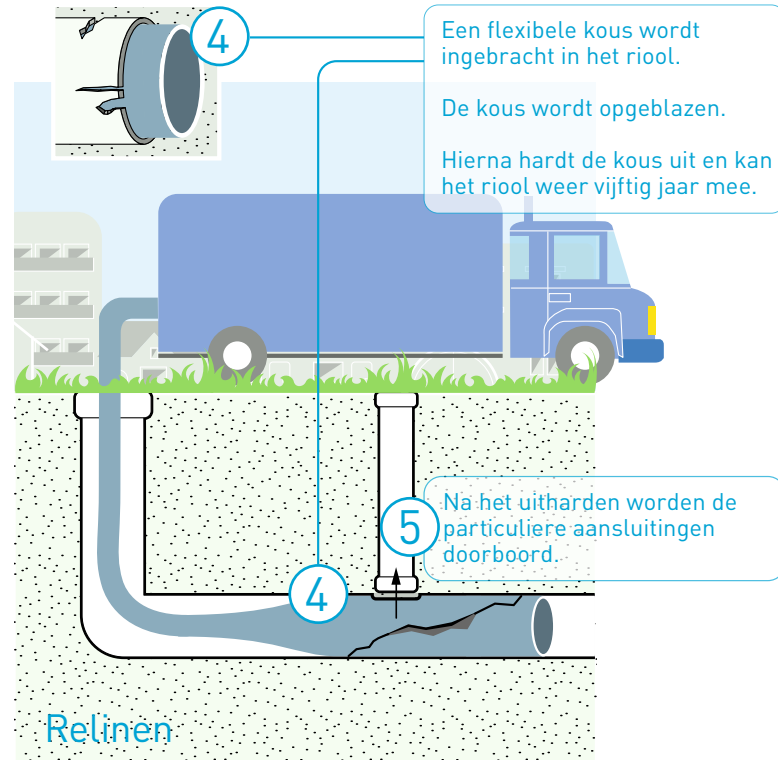 4
Een flexibele kous wordt
ingebracht in het riool.
De kous wordt opgeblazen.
Hierna hardt de kous uit en kan
het riool weer vijftig jaar mee.
5
Na het uitharden worden de
particuliere aansluitingen
doorboord.
4
Relinen